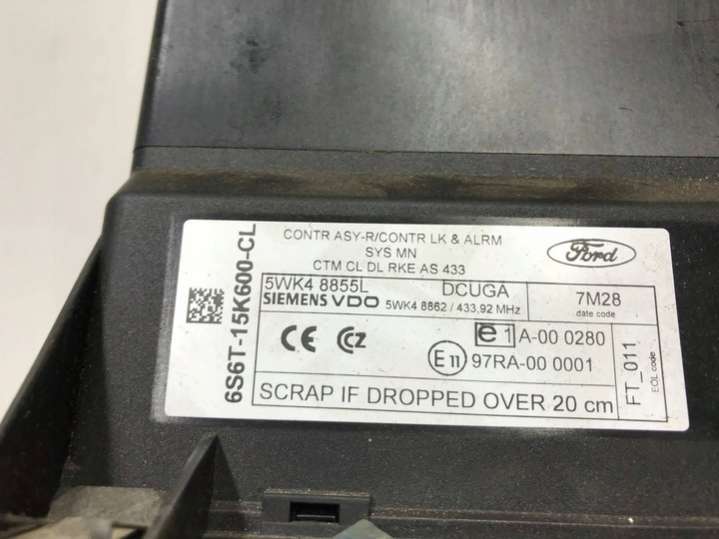 6S6T-15K600-CL
CONTR ASY-R/CONTR LK & ALRM
SYS MN
CTM CL DL RKE AS 433
Ford
5WK4 8855L DCUGA
SIEMENS VDO 5WK4 8862 / 433,92 MHz
7M28
date code
CE CZ
e1 A-00 0280
E11 97RA-00 0001
FT_011
EOL code
SCRAP IF DROPPED OVER 20 cm